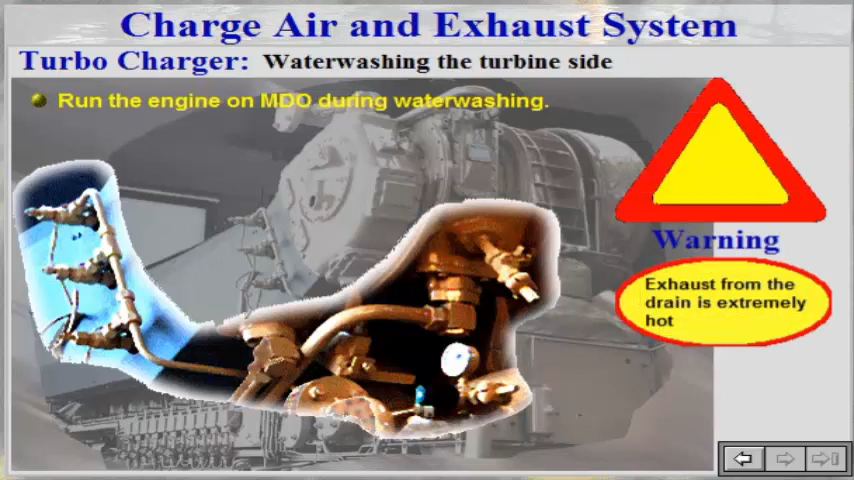 Charge Air and Exhaust System
Turbo Charger: Waterwashing the turbine side
Run the engine on MDO during waterwashing.
Warning
Exhaust from the
drain is extremely
hot